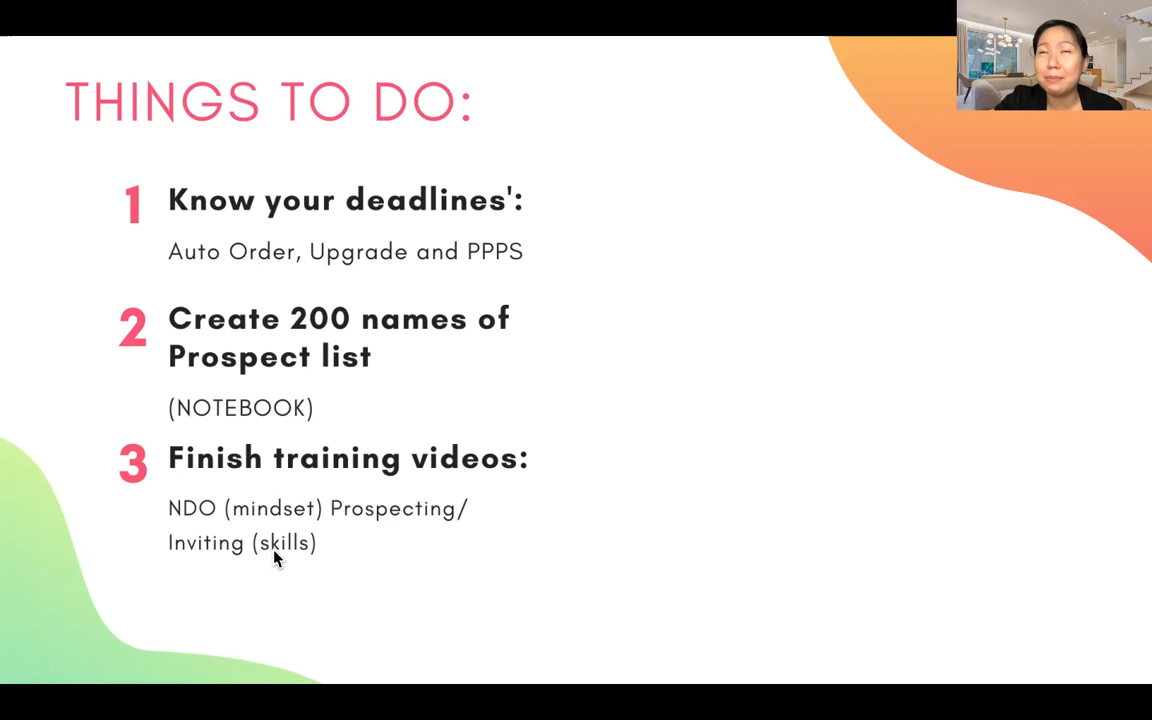 THINGS TO DO:
1 Know your deadlines':
Auto Order, Upgrade and PPPS
2 Create 200 names of
Prospect list
(NOTEBOOK)
3 Finish training videos:
NDO (mindset) Prospecting/
Inviting (skills)